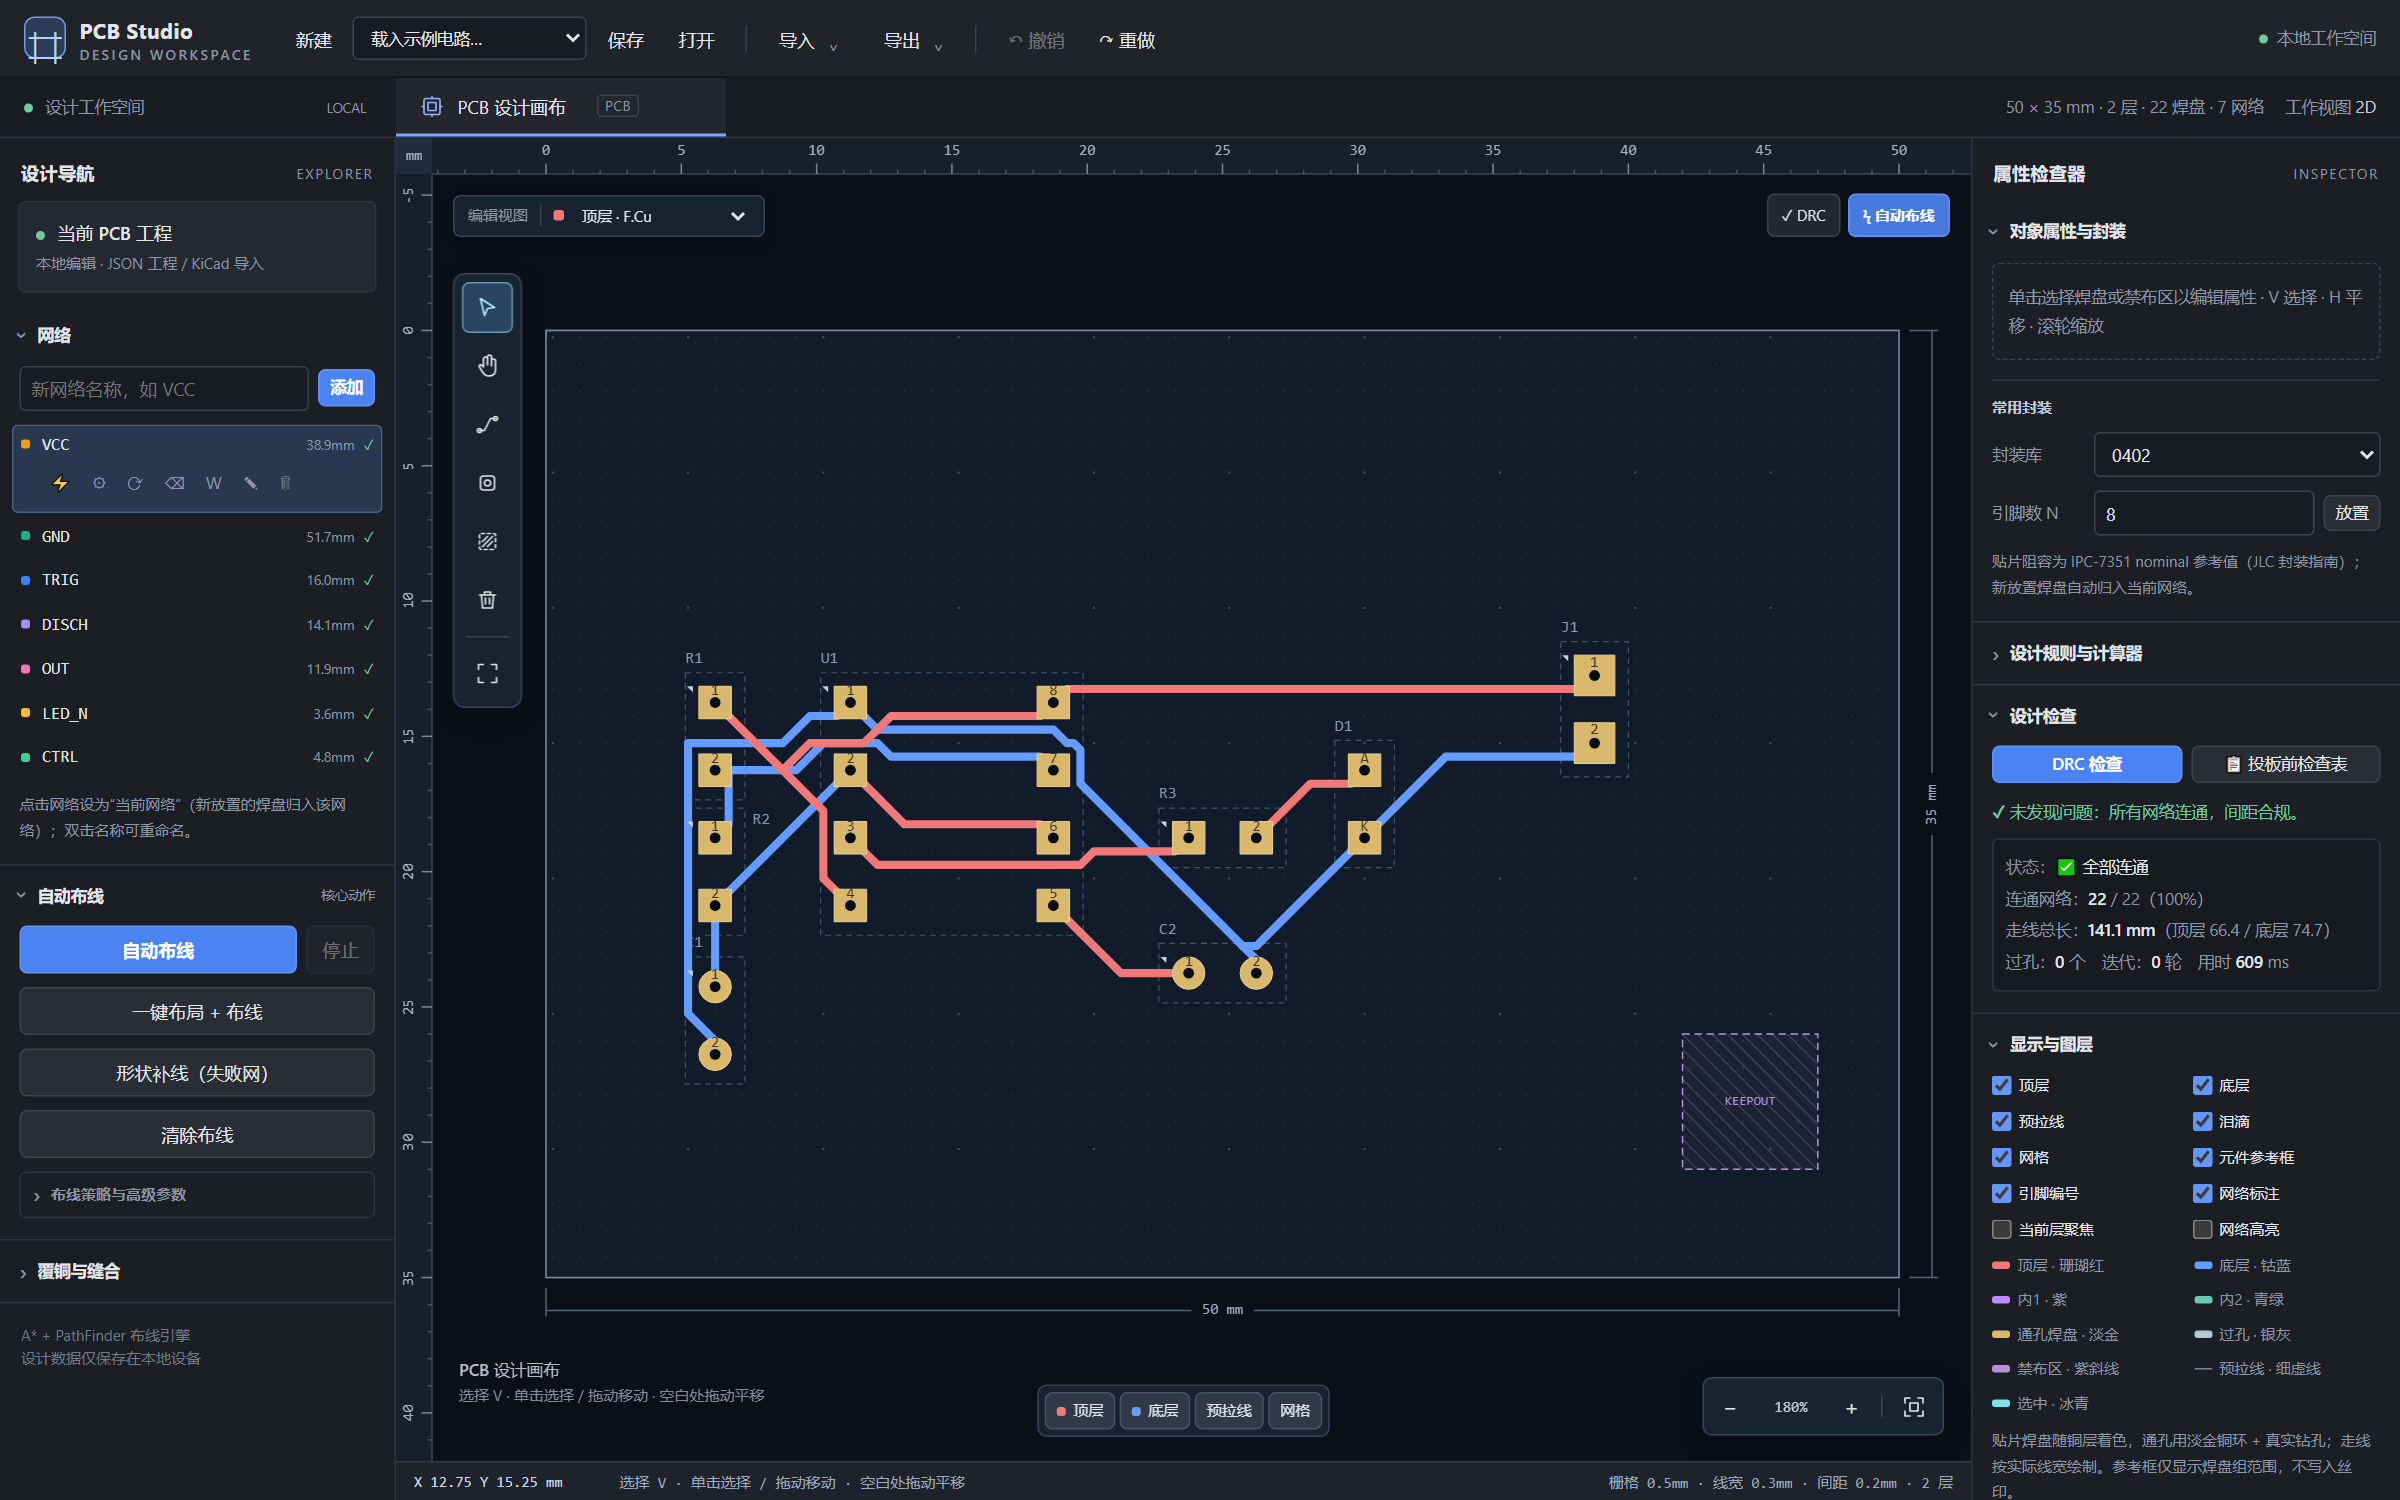 PCB Studio
DESIGN WORKSPACE
新建
载入示例电路...
保存
打开
导入
导出
撤销
重做
本地工作空间
设计工作空间
LOCAL
PCB 设计画布
PCB
50 × 35 mm · 2 层 · 22 焊盘 · 7 网络
工作视图 2D
设计导航
EXPLORER
当前 PCB 工程
本地编辑 · JSON 工程 / KiCad 导入
网络
新网络名称，如 VCC
添加
VCC 38.9mm ✓
W
GND 51.7mm ✓
TRIG 16.0mm ✓
DISCH 14.1mm ✓
OUT 11.9mm ✓
LED_N 3.6mm ✓
CTRL 4.8mm ✓
点击网络设为“当前网络”（新放置的焊盘归入该网
络）；双击名称可重命名。
自动布线
核心动作
自动布线
停止
一键布局 + 布线
形状补线（失败网）
清除布线
布线策略与高级参数
覆铜与缝合
A* + PathFinder 布线引擎
设计数据仅保存在本地设备
mm
0 5 10 15 20 25 30 35 40 45 50
-5
0
5
10
15
20
25
30
35
40
编辑视图
顶层 · F.Cu
✓ DRC
自动布线
J1
1
2
R1
1
2
U1
1
2
3
4
8
7
6
5
D1
A
K
R2
1
2
R3
1
2
C2
1
2
1
2
KEEPOUT
35 mm
50 mm
PCB 设计画布
选择 V · 单击选择 / 拖动移动 · 空白处拖动平移
顶层
底层
预拉线
网格
− 180% +
X 12.75 Y 15.25 mm
选择 V · 单击选择 / 拖动移动 · 空白处拖动平移
栅格 0.5mm · 线宽 0.3mm · 间距 0.2mm · 2 层
属性检查器
INSPECTOR
对象属性与封装
单击选择焊盘或禁布区以编辑属性 · V 选择 · H 平
移 · 滚轮缩放
常用封装
封装库
0402
引脚数 N
8
放置
贴片阻容为 IPC-7351 nominal 参考值（JLC 封装指南）；
新放置焊盘自动归入当前网络。
设计规则与计算器
设计检查
DRC 检查
投板前检查表
✓ 未发现问题：所有网络连通，间距合规。
状态：✅ 全部连通
连通网络：22 / 22（100%）
走线总长：141.1 mm（顶层 66.4 / 底层 74.7）
过孔：0 个 迭代：0 轮 用时 609 ms
显示与图层
顶层
底层
预拉线
泪滴
网格
元件参考框
引脚编号
网络标注
当前层聚焦
网络高亮
顶层 · 珊瑚红
底层 · 钴蓝
内1 · 紫
内2 · 青绿
通孔焊盘 · 淡金
过孔 · 银灰
禁布区 · 紫斜线
预拉线 · 细虚线
选中 · 冰青
贴片焊盘随铜层着色，通孔用淡金铜环 + 真实钻孔；走线
按实际线宽绘制。参考框仅显示焊盘组范围，不写入丝
印。